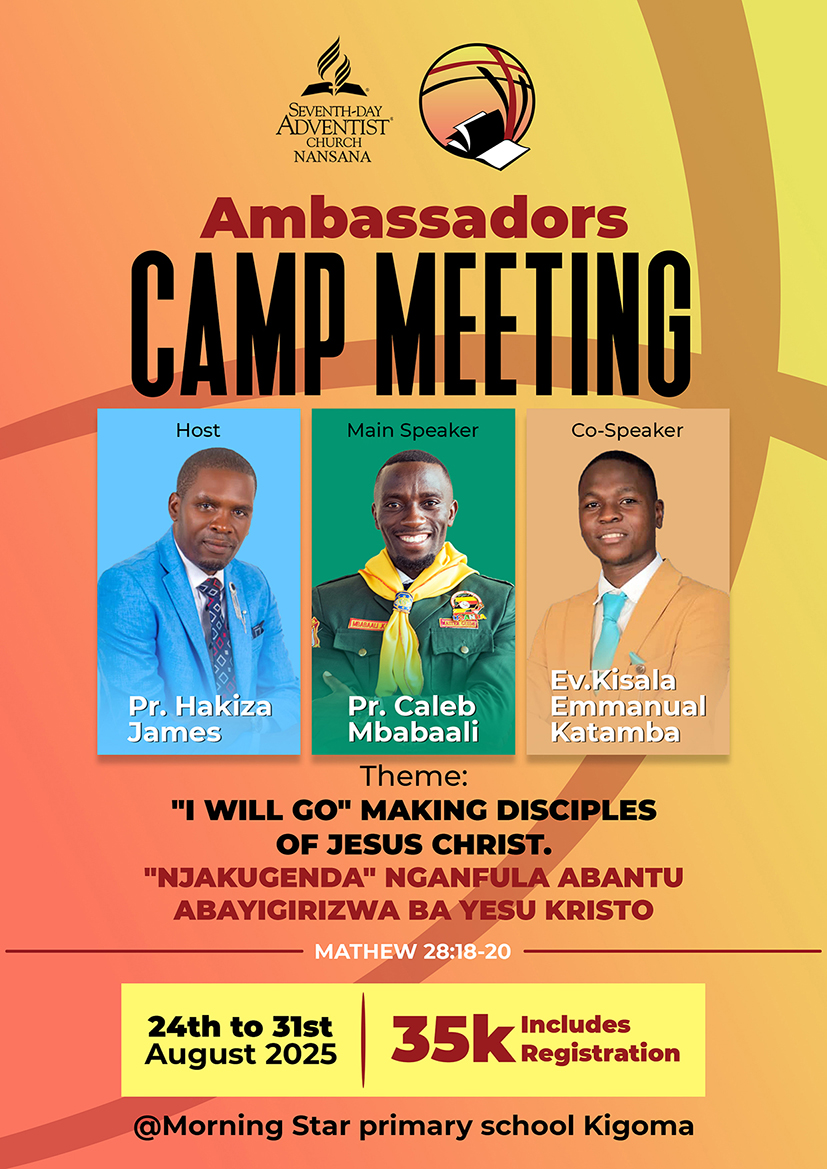 SEVENTH-DAY
ADVENTIST®
CHURCH
NANSANA
Ambassadors
CAMP MEETING
Host
Main Speaker
Co-Speaker
MBABAALI.K
Pr. Hakiza
James
Pr. Caleb
Mbabaali
Ev.Kisala
Emmanual
Katamba
Theme:
"I WILL GO" MAKING DISCIPLES
OF JESUS CHRIST.
"NJAKUGENDA" NGANFULA ABANTU
ABAYIGIRIZWA BA YESU KRISTO
MATHEW 28:18-20
24th to 31st
August 2025
35k
Includes
Registration
@Morning Star primary school Kigoma